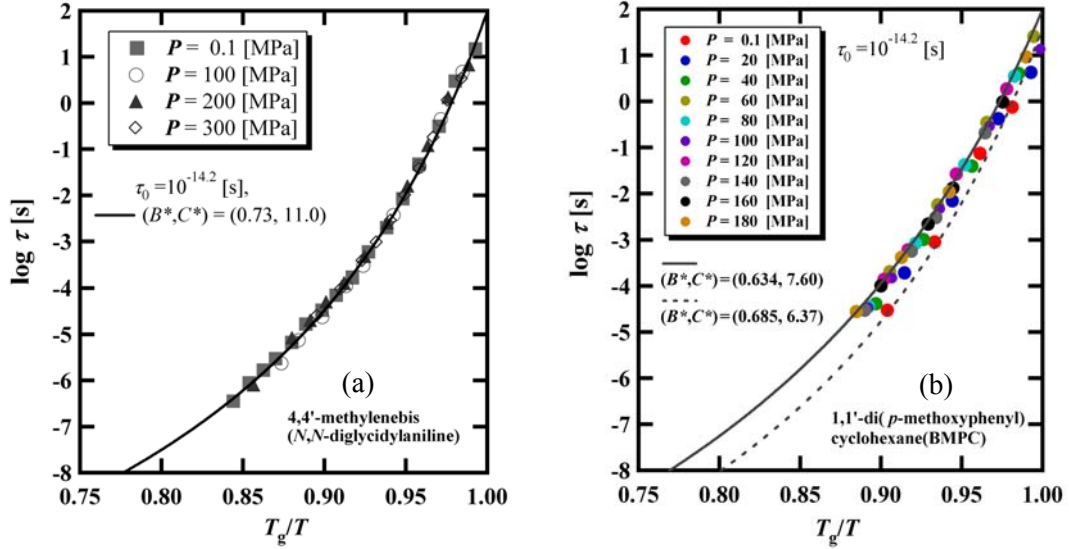 2
1
0
-1
-2
-3
-4
-5
-6
-7
-8
log τ [s]
P = 0.1 [MPa]
P = 100 [MPa]
P = 200 [MPa]
P = 300 [MPa]
τ0 = 10^-14.2 [s],
(B*,C*) = (0.73, 11.0)
(a)
4,4'-methylenebis
(N,N-diglycidylaniline)
0.75 0.80 0.85 0.90 0.95 1.00
Tg/T
2
1
0
-1
-2
-3
-4
-5
-6
-7
-8
log τ [s]
P = 0.1 [MPa]
P = 20 [MPa]
P = 40 [MPa]
P = 60 [MPa]
P = 80 [MPa]
P = 100 [MPa]
P = 120 [MPa]
P = 140 [MPa]
P = 160 [MPa]
P = 180 [MPa]
τ0 = 10^-14.2 [s]
(B*,C*)=(0.634, 7.60)
(B*,C*)=(0.685, 6.37)
(b)
1,1'-di( p-methoxyphenyl)
cyclohexane(BMPC)
0.75 0.80 0.85 0.90 0.95 1.00
Tg/T